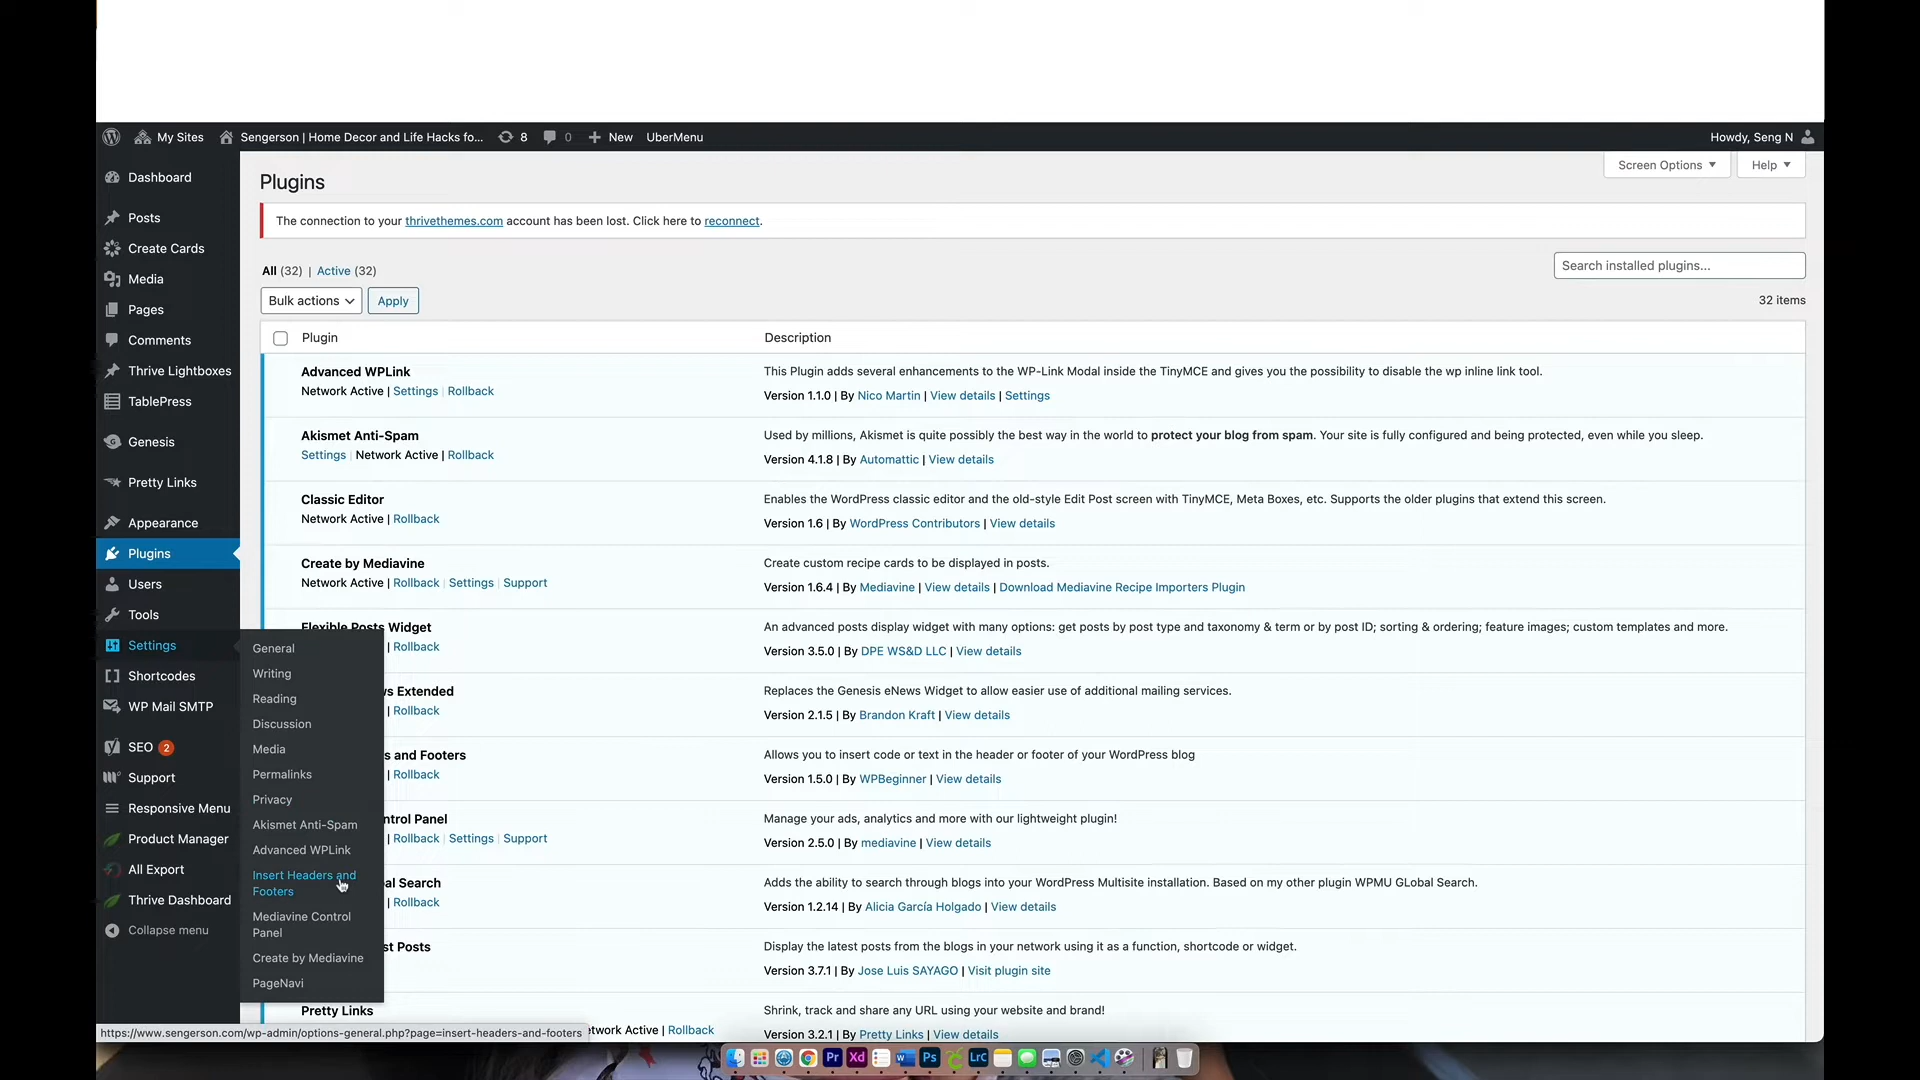 My Sites Sengerson | Home Decor and Life Hacks fo... 8 0 New UberMenu Howdy, Seng N
Dashboard
Posts
Create Cards
Media
Pages
Comments
Thrive Lightboxes
TablePress
Genesis
Pretty Links
Appearance
Plugins
Users
Tools
Settings
Shortcodes
WP Mail SMTP
SEO 2
Support
Responsive Menu
Product Manager
All Export
Thrive Dashboard
Collapse menu
General
Writing
Reading
Discussion
Media
Permalinks
Privacy
Akismet Anti-Spam
Advanced WPLink
Insert Headers and
Footers
Mediavine Control
Panel
Create by Mediavine
PageNavi
Screen Options Help
Plugins
The connection to your thrivethemes.com account has been lost. Click here to reconnect.
All (32) | Active (32)
Search installed plugins...
Bulk actions Apply
32 items
Plugin Description
Advanced WPLink
Network Active | Settings | Rollback
This Plugin adds several enhancements to the WP-Link Modal inside the TinyMCE and gives you the possibility to disable the wp inline link tool.
Version 1.1.0 | By Nico Martin | View details | Settings
Akismet Anti-Spam
Settings | Network Active | Rollback
Used by millions, Akismet is quite possibly the best way in the world to protect your blog from spam. Your site is fully configured and being protected, even while you sleep.
Version 4.1.8 | By Automattic | View details
Classic Editor
Network Active | Rollback
Enables the WordPress classic editor and the old-style Edit Post screen with TinyMCE, Meta Boxes, etc. Supports the older plugins that extend this screen.
Version 1.6 | By WordPress Contributors | View details
Create by Mediavine
Network Active | Rollback | Settings | Support
Create custom recipe cards to be displayed in posts.
Version 1.6.4 | By Mediavine | View details | Download Mediavine Recipe Importers Plugin
Flexible Posts Widget
| Rollback
An advanced posts display widget with many options: get posts by post type and taxonomy & term or by post ID; sorting & ordering; feature images; custom templates and more.
Version 3.5.0 | By DPE WS&D LLC | View details
ws Extended
| Rollback
Replaces the Genesis eNews Widget to allow easier use of additional mailing services.
Version 2.1.5 | By Brandon Kraft | View details
s and Footers
| Rollback
Allows you to insert code or text in the header or footer of your WordPress blog
Version 1.5.0 | By WPBeginner | View details
ntrol Panel
| Rollback | Settings | Support
Manage your ads, analytics and more with our lightweight plugin!
Version 2.5.0 | By mediavine | View details
al Search
| Rollback
Adds the ability to search through blogs into your WordPress Multisite installation. Based on my other plugin WPMU GLobal Search.
Version 1.2.14 | By Alicia García Holgado | View details
st Posts
Display the latest posts from the blogs in your network using it as a function, shortcode or widget.
Version 3.7.1 | By Jose Luis SAYAGO | Visit plugin site
Pretty Links
etwork Active | Rollback
Shrink, track and share any URL using your website and brand!
Version 3.2.1 | By Pretty Links | View details
https://www.sengerson.com/wp-admin/options-general.php?page=insert-headers-and-footers
Pr Xd Ps LrC